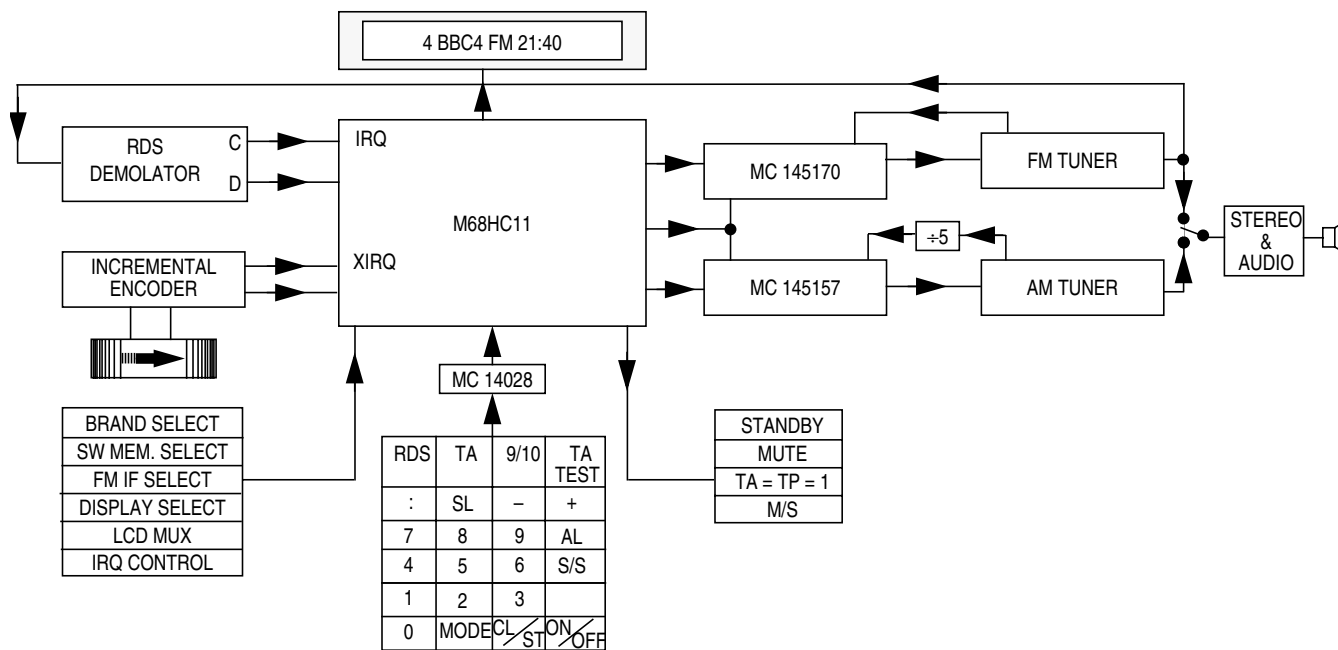 4 BBC4 FM 21:40
RDS
DEMOLATOR
C
D
IRQ
XIRQ
M68HC11
INCREMENTAL
ENCODER
MC 145170
FM TUNER
÷5
MC 145157
AM TUNER
STEREO
&
AUDIO
MC 14028
BRAND SELECT
SW MEM. SELECT
FM IF SELECT
DISPLAY SELECT
LCD MUX
IRQ CONTROL
RDS TA 9/10 TA TEST
: SL – +
7 8 9 AL
4 5 6 S/S
1 2 3
0 MODE CL/ST ON/OFF
STANDBY
MUTE
TA = TP = 1
M/S